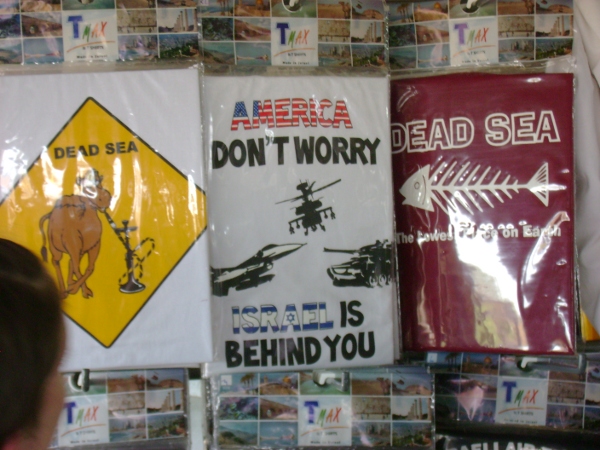 TMAX
TMAX
TMAX
DEAD SEA
AMERICA
DON'T WORRY
ISRAEL IS
BEHIND YOU
DEAD SEA
The Lowest Place on Earth
TMAX
TMAX
TMAX